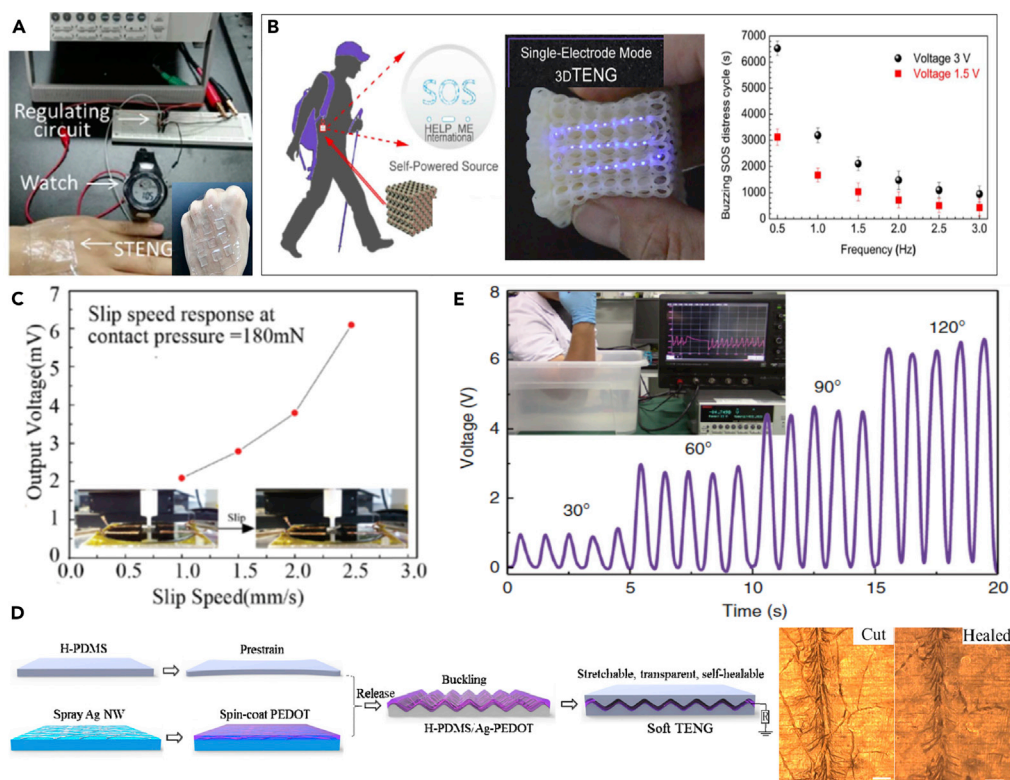 A
Regulating
circuit
Watch
STENG
B
SOS
HELP ME
International
Self-Powered Source
Single-Electrode Mode
3DTENG
Buzzing SOS distress cycle (s)
7000
6000
5000
4000
3000
2000
1000
0
Voltage 3 V
Voltage 1.5 V
0.5 1.0 1.5 2.0 2.5 3.0
Frequency (Hz)
C
Slip speed response at
contact pressure =180mN
Output Voltage(mV)
7
6
5
4
3
2
1
0
Slip
0.0 0.5 1.0 1.5 2.0 2.5 3.0
Slip Speed(mm/s)
E
Voltage (V)
8
6
4
2
0
30°
60°
90°
120°
0 5 10 15 20
Time (s)
D
H-PDMS
Prestrain
Spray Ag NW
Spin-coat PEDOT
Release
Buckling
H-PDMS/Ag-PEDOT
Stretchable, transparent, self-healable
Soft TENG
R
Cut
Healed